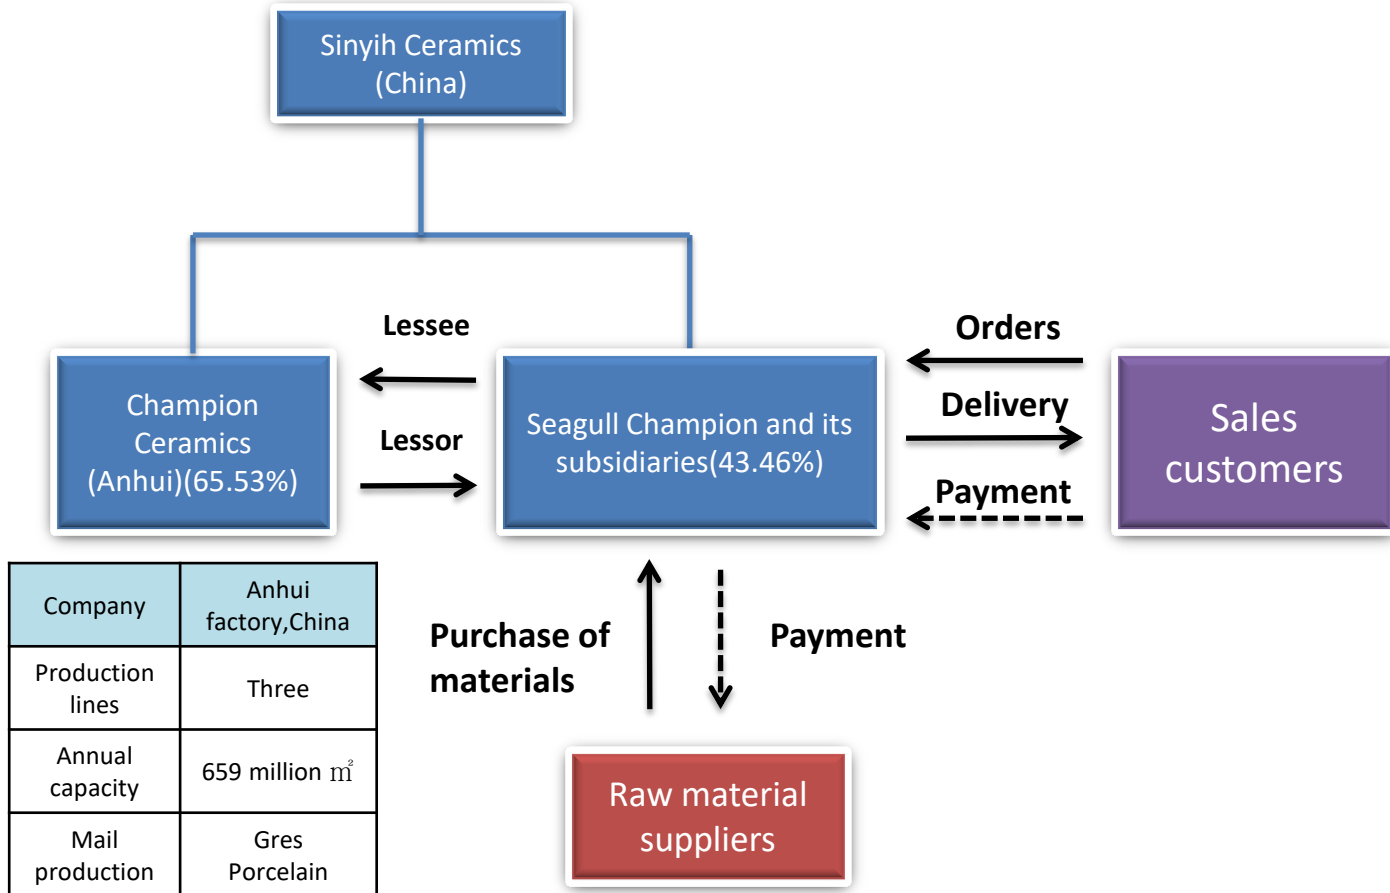 Sinyih Ceramics
(China)
Lessee
Orders
Champion
Ceramics
(Anhui)(65.53%)
Lessor
Seagull Champion and its
subsidiaries(43.46%)
Delivery
Payment
Sales
customers
Company
Anhui
factory,China
Production
lines
Three
Annual
capacity
659 million ㎡
Mail
production
Gres
Porcelain
Purchase of
materials
Payment
Raw material
suppliers